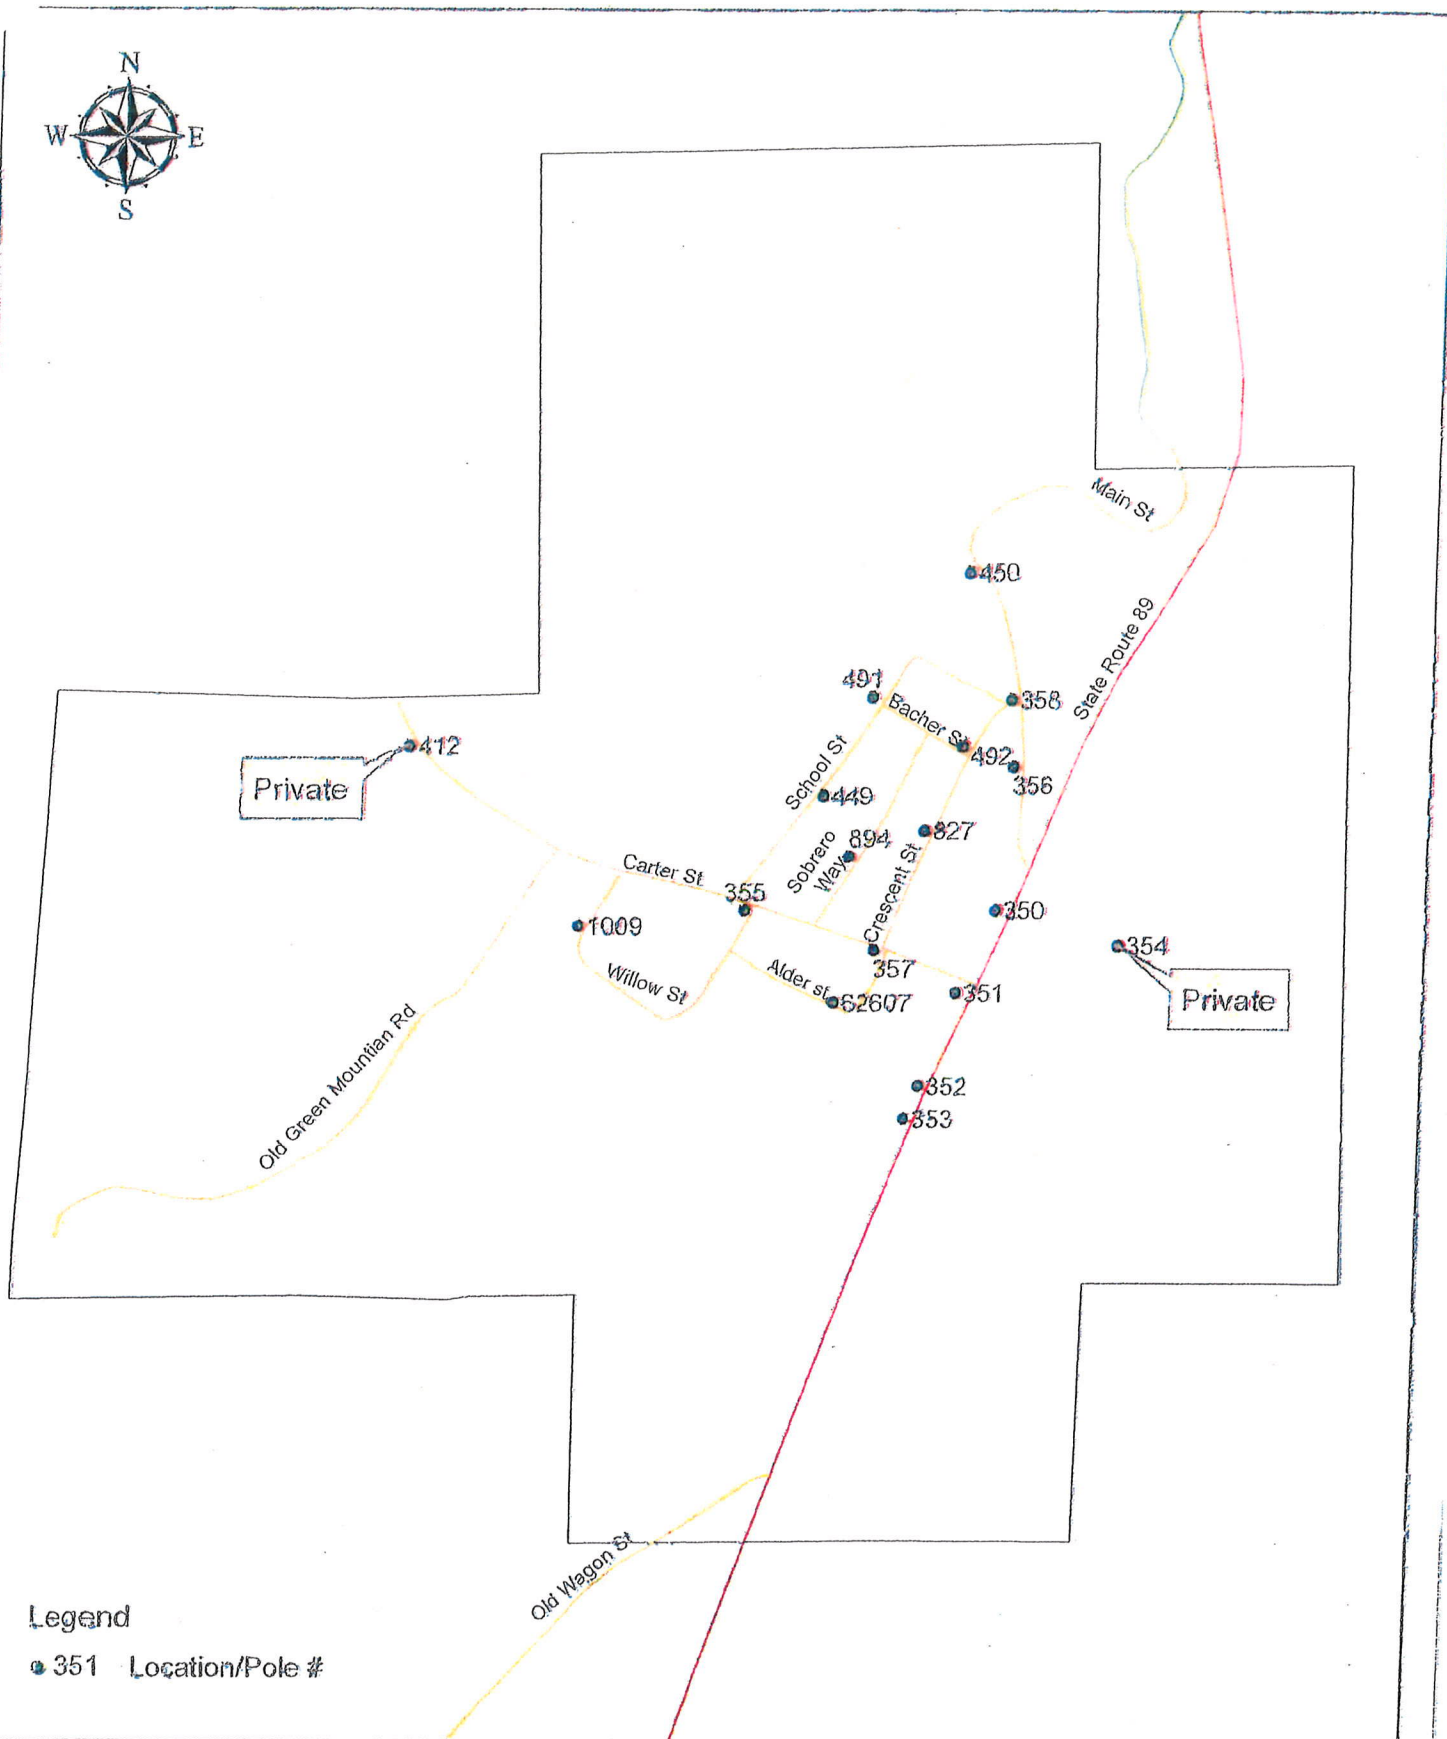 N
W E
S
Main St
450
State Route 89
491
358
Bacher St
412
492
Private
356
School St
449
827
Sobrero
Way
894
Crescent St
Carter St
355
350
1009
354
357
Willow St
Alder st
62607
351
Private
Old Green Mountian Rd
352
353
Old Wagon St
Legend
351 Location/Pole #